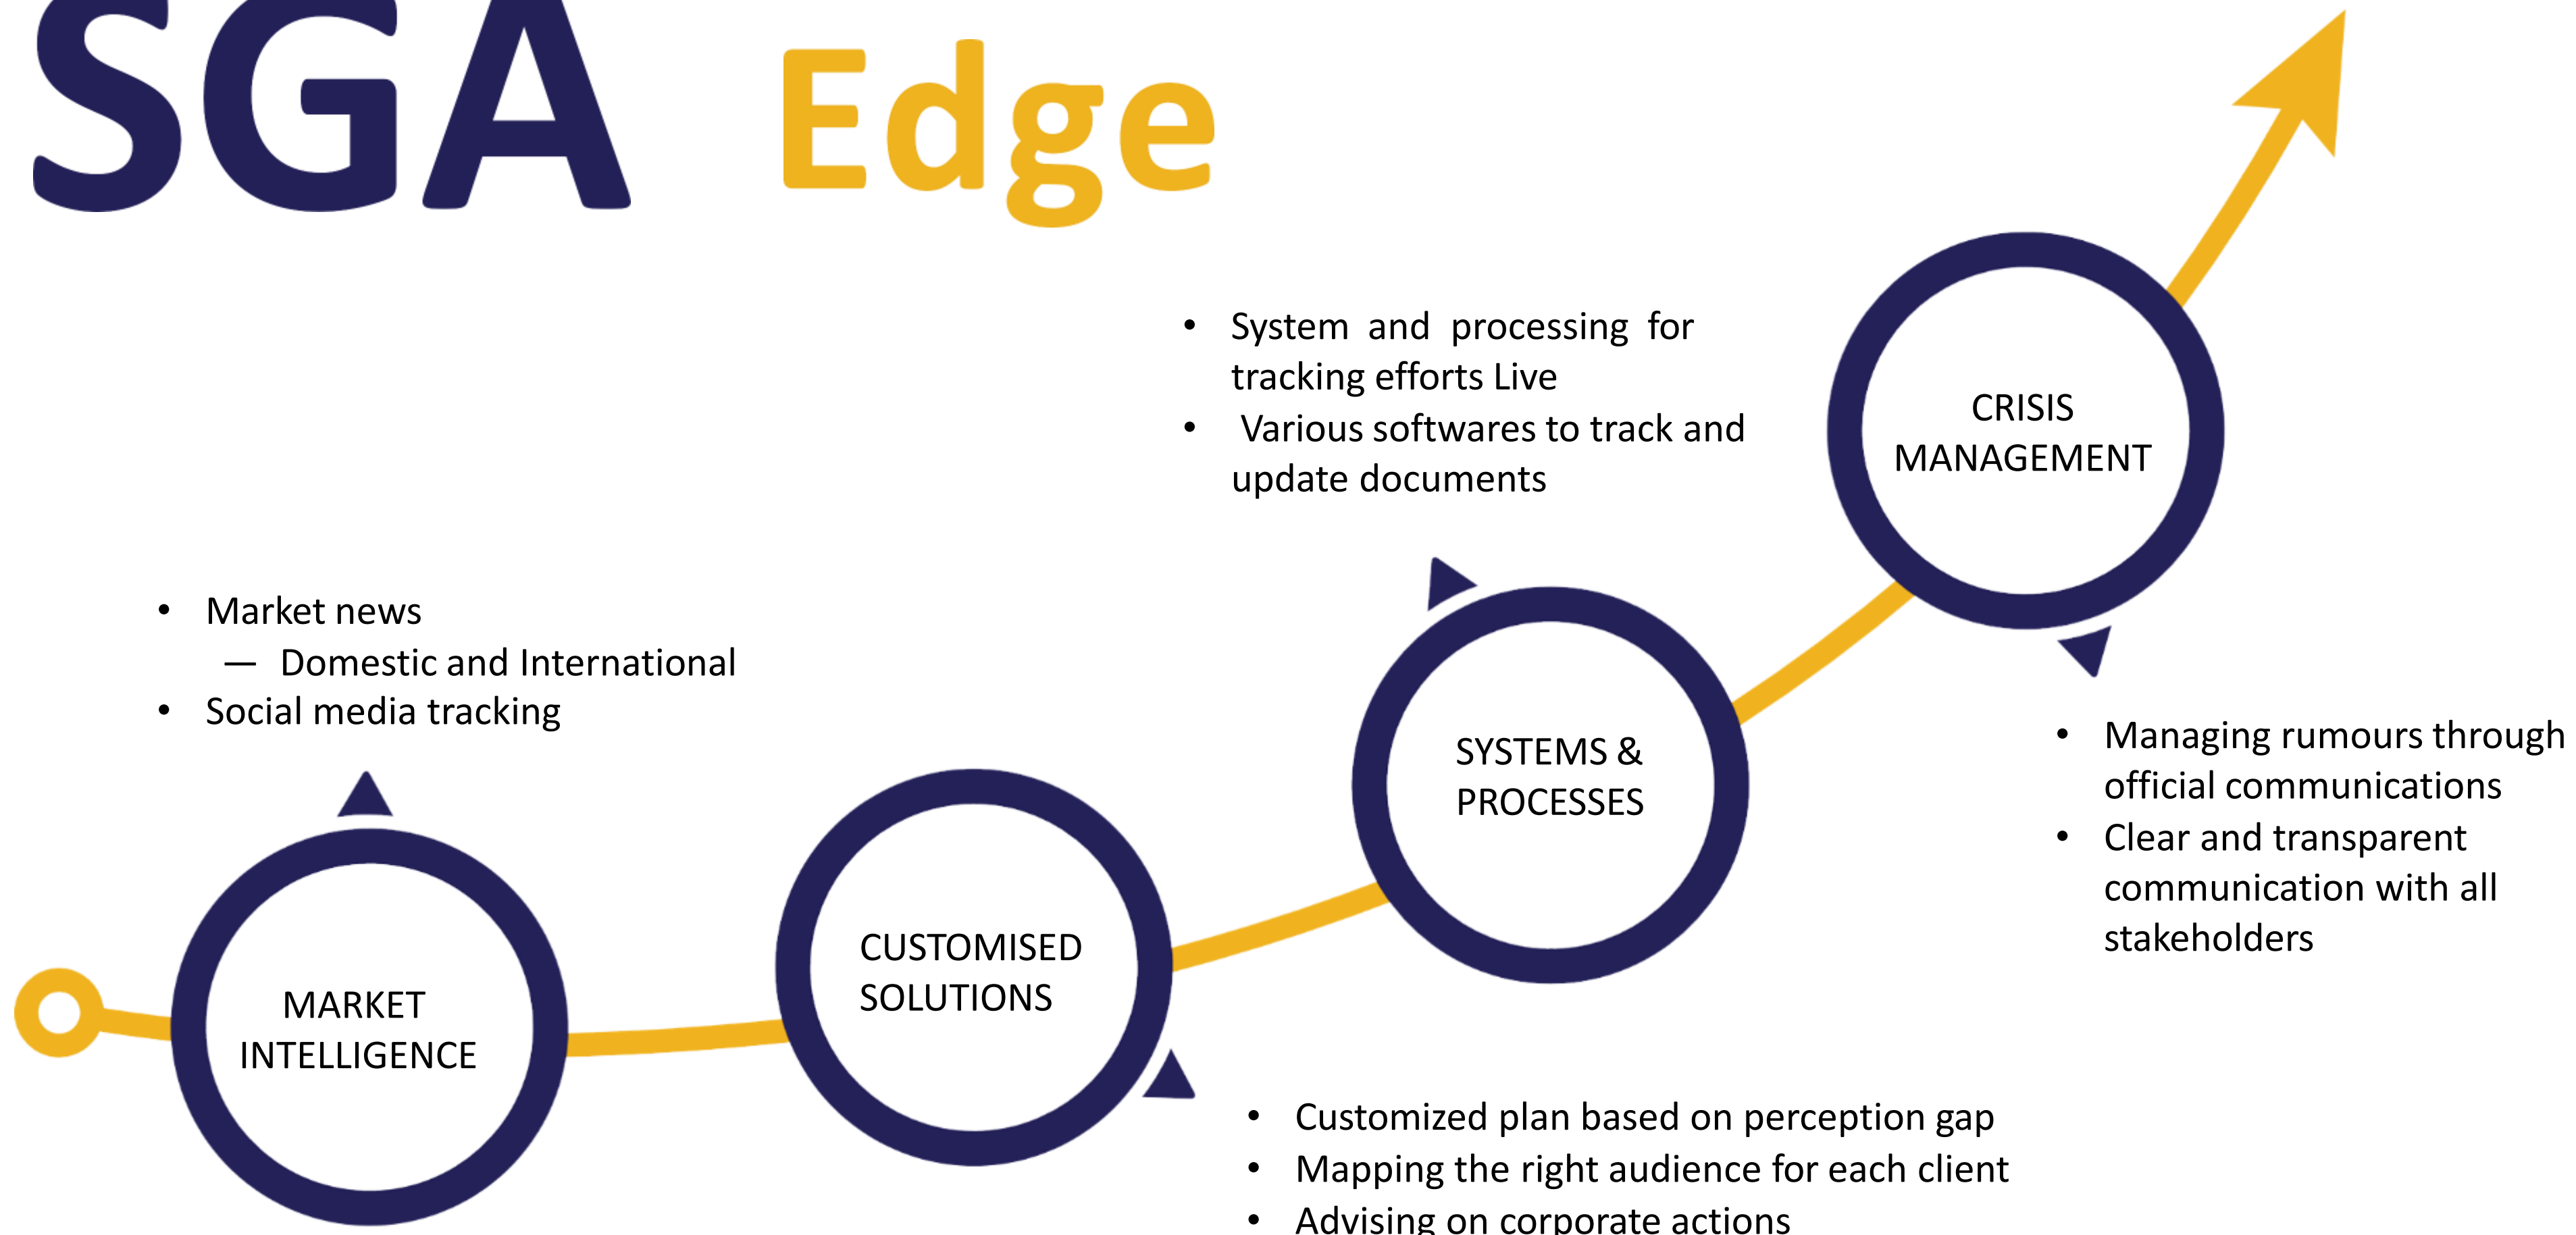 SGA Edge
• Market news
— Domestic and International
• Social media tracking
MARKET
INTELLIGENCE
CUSTOMISED
SOLUTIONS
• Customized plan based on perception gap
• Mapping the right audience for each client
• Advising on corporate actions
• System and processing for
tracking efforts Live
• Various softwares to track and
update documents
SYSTEMS &
PROCESSES
CRISIS
MANAGEMENT
• Managing rumours through
official communications
• Clear and transparent
communication with all
stakeholders